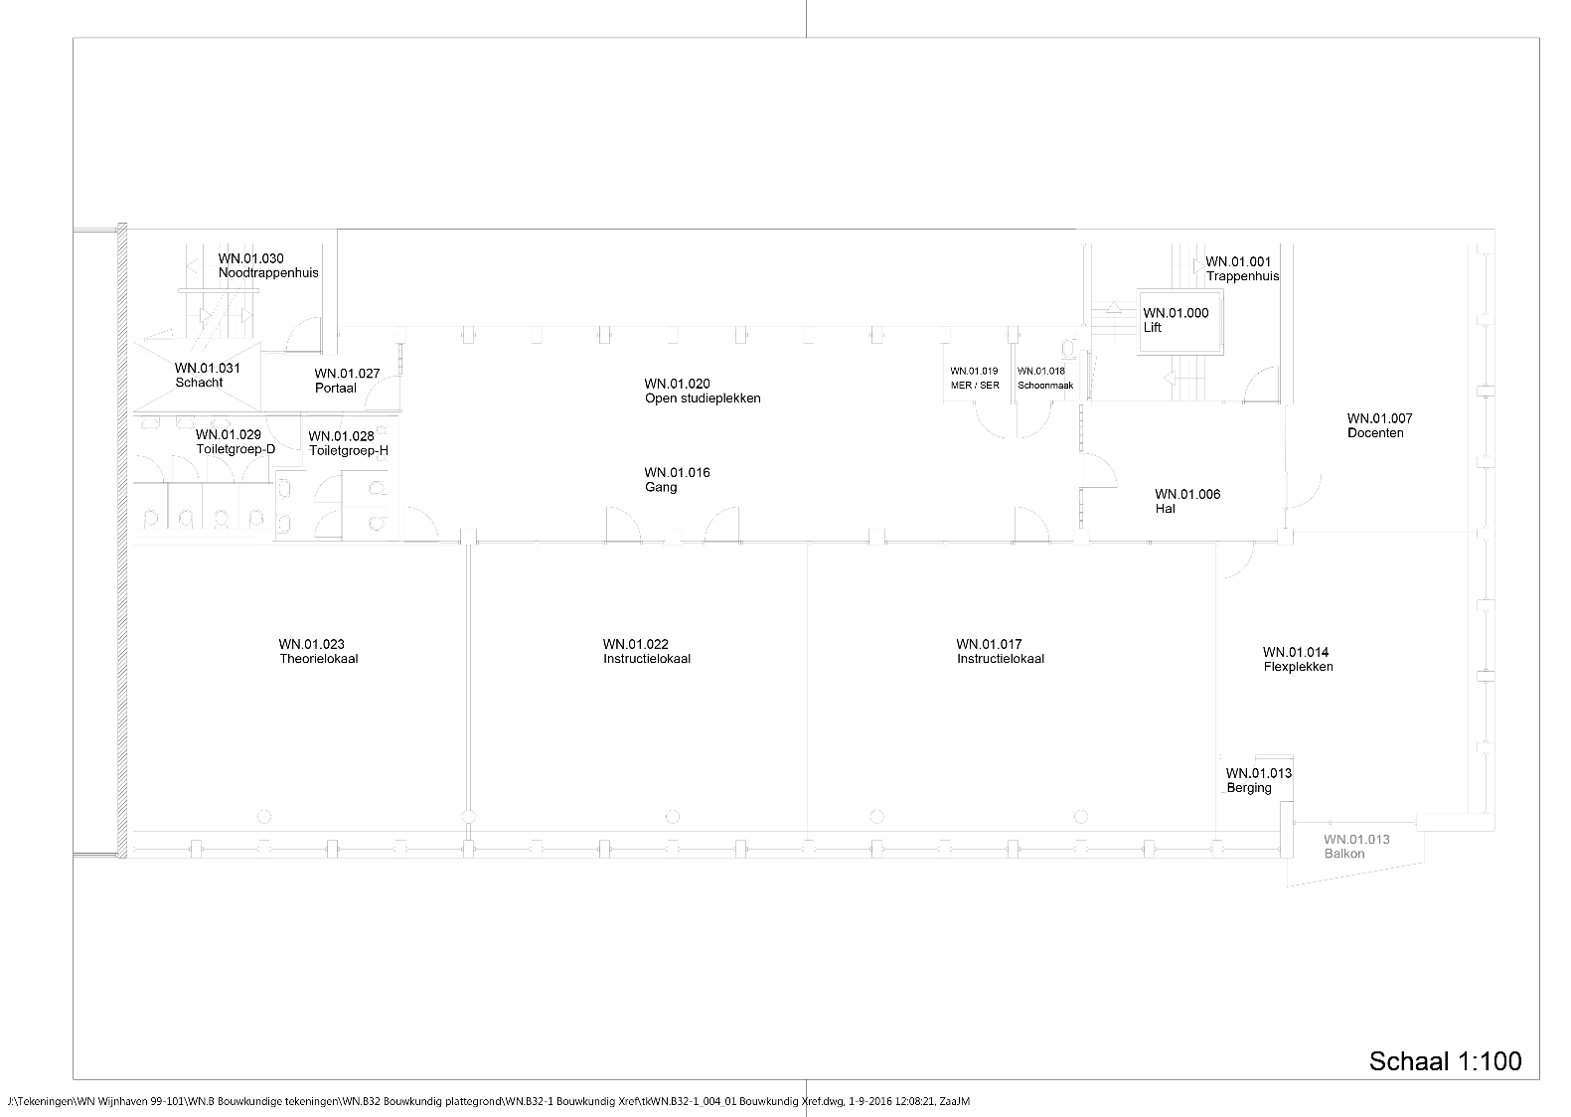 WN.01.030
Noodtrappenhuis
WN.01.001
Trappenhuis
WN.01.000
Lift
WN.01.031
Schacht
WN.01.027
Portaal
WN.01.020
Open studieplekken
WN.01.019
MER / SER
WN.01.018
Schoonmaak
WN.01.007
Docenten
WN.01.029
Toiletgroep-D
WN.01.028
Toiletgroep-H
WN.01.016
Gang
WN.01.006
Hal
WN.01.023
Theorielokaal
WN.01.022
Instructielokaal
WN.01.017
Instructielokaal
WN.01.014
Flexplekken
WN.01.013
Berging
WN.01.013
Balkon
Schaal 1:100
J:\Tekeningen\WN Wijnhaven 99-101\WN.B Bouwkundige tekeningen\WN.B32 Bouwkundig plattegrond\WN.B32-1 Bouwkundig Xref\tkWN.B32-1_004_01 Bouwkundig Xref.dwg, 1-9-2016 12:08:21, ZaaJM